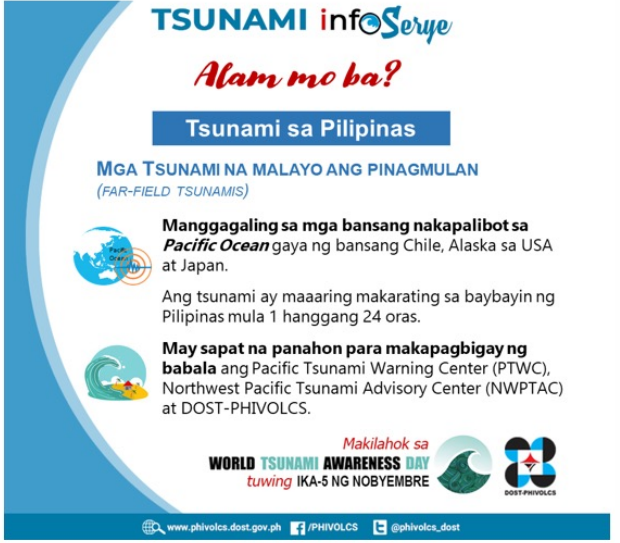 TSUNAMI infoSerye
Alam mo ba?
Tsunami sa Pilipinas
MGA TSUNAMI NA MALAYO ANG PINAGMULAN
(FAR-FIELD TSUNAMIS)
Manggagaling sa mga bansang nakapalibot sa
Pacific Ocean gaya ng bansang Chile, Alaska sa USA
at Japan.
Pacific
Ocean
Ang tsunami ay maaaring makarating sa baybayin ng
Pilipinas mula 1 hanggang 24 oras.
May sapat na panahon para makapagbigay ng
babala ang Pacific Tsunami Warning Center (PTWC),
Northwest Pacific Tsunami Advisory Center (NWPTAC)
at DOST-PHIVOLCS.
Makilahok sa
WORLD TSUNAMI AWARENESS DAY
tuwing IKA-5 NG NOBYEMBRE
DOST-PHIVOLCS
www.phivolcs.dost.gov.ph /PHIVOLCS @phivolcs_dost